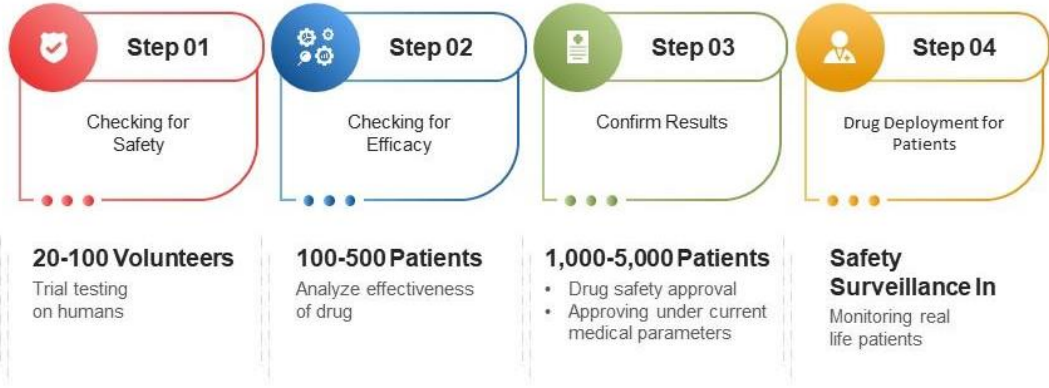 Step 01
Checking for
Safety
20-100 Volunteers
Trial testing
on humans
Step 02
Checking for
Efficacy
100-500 Patients
Analyze effectiveness
of drug
Step 03
Confirm Results
1,000-5,000 Patients
• Drug safety approval
• Approving under current
medical parameters
Step 04
Drug Deployment for
Patients
Safety
Surveillance In
Monitoring real
life patients